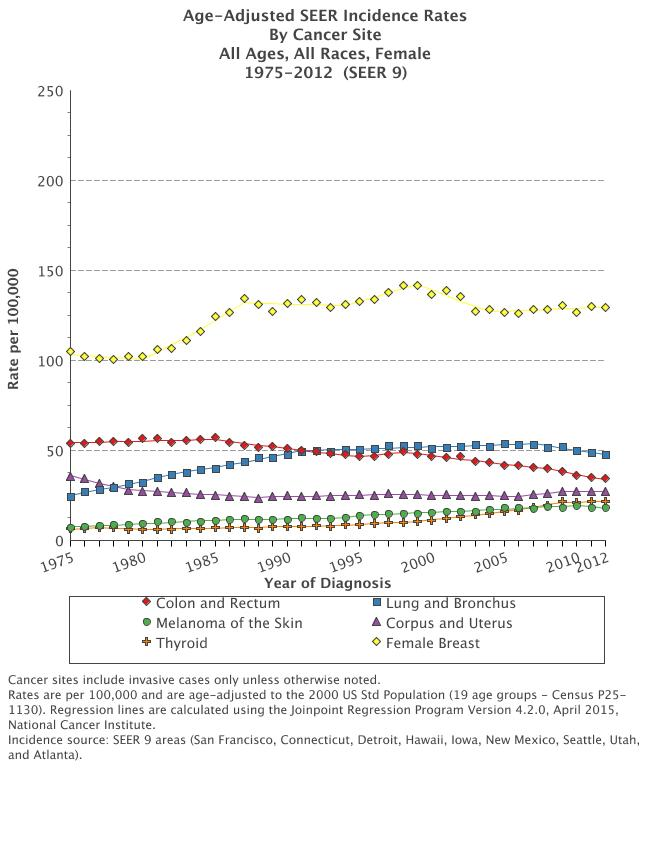 Age-Adjusted SEER Incidence Rates
By Cancer Site
All Ages, All Races, Female
1975-2012 (SEER 9)
250
200
150
100
50
0
Rate per 100,000
1975
1980
1985
1990
1995
2000
2005
2010
2012
Year of Diagnosis
Colon and Rectum
Lung and Bronchus
Melanoma of the Skin
Corpus and Uterus
Thyroid
Female Breast
Cancer sites include invasive cases only unless otherwise noted.
Rates are per 100,000 and are age-adjusted to the 2000 US Std Population (19 age groups - Census P25-
1130). Regression lines are calculated using the Joinpoint Regression Program Version 4.2.0, April 2015,
National Cancer Institute.
Incidence source: SEER 9 areas (San Francisco, Connecticut, Detroit, Hawaii, Iowa, New Mexico, Seattle, Utah,
and Atlanta).